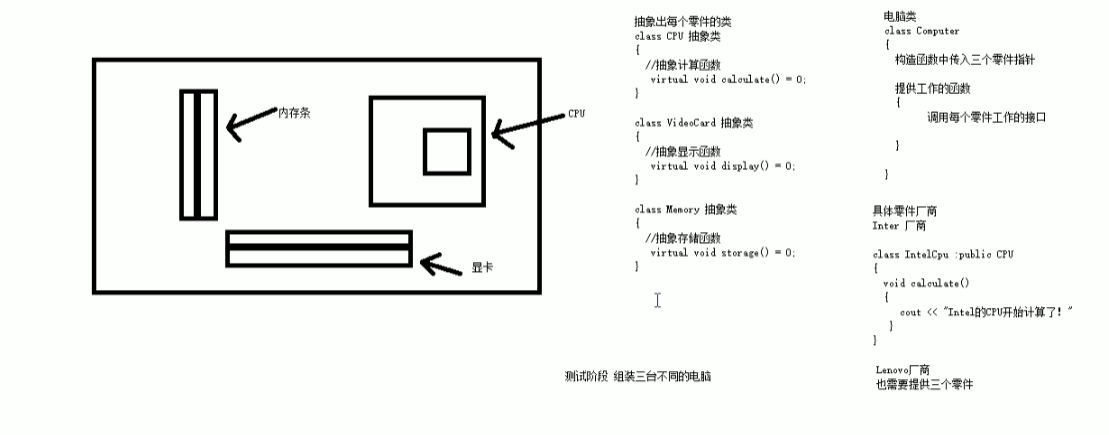 内存条
CPU
显卡
抽象出每个零件的类
class CPU 抽象类
{
//抽象计算函数
virtual void calculate() = 0;
}
class VideoCard 抽象类
{
//抽象显示函数
virtual void display() = 0;
}
class Memory 抽象类
{
//抽象存储函数
virtual void storage() = 0;
}
测试阶段 组装三台不同的电脑
电脑类
class Computer
{
构造函数中传入三个零件指针
提供工作的函数
{
调用每个零件工作的接口
}
}
具体零件厂商
Inter 厂商
class IntelCpu :public CPU
{
void calculate()
{
cout << "Intel的CPU开始计算了! "
}
}
Lenovo厂商
也需要提供三个零件